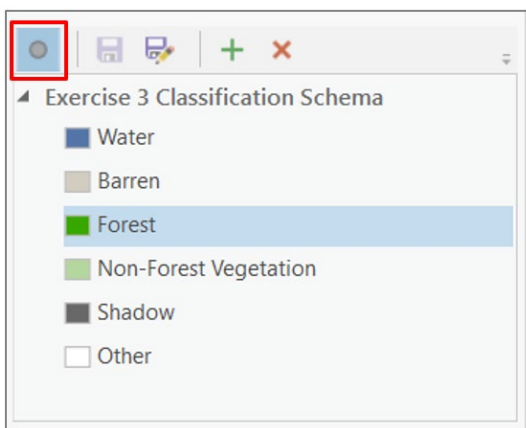 Exercise 3 Classification Schema
Water
Barren
Forest
Non-Forest Vegetation
Shadow
Other